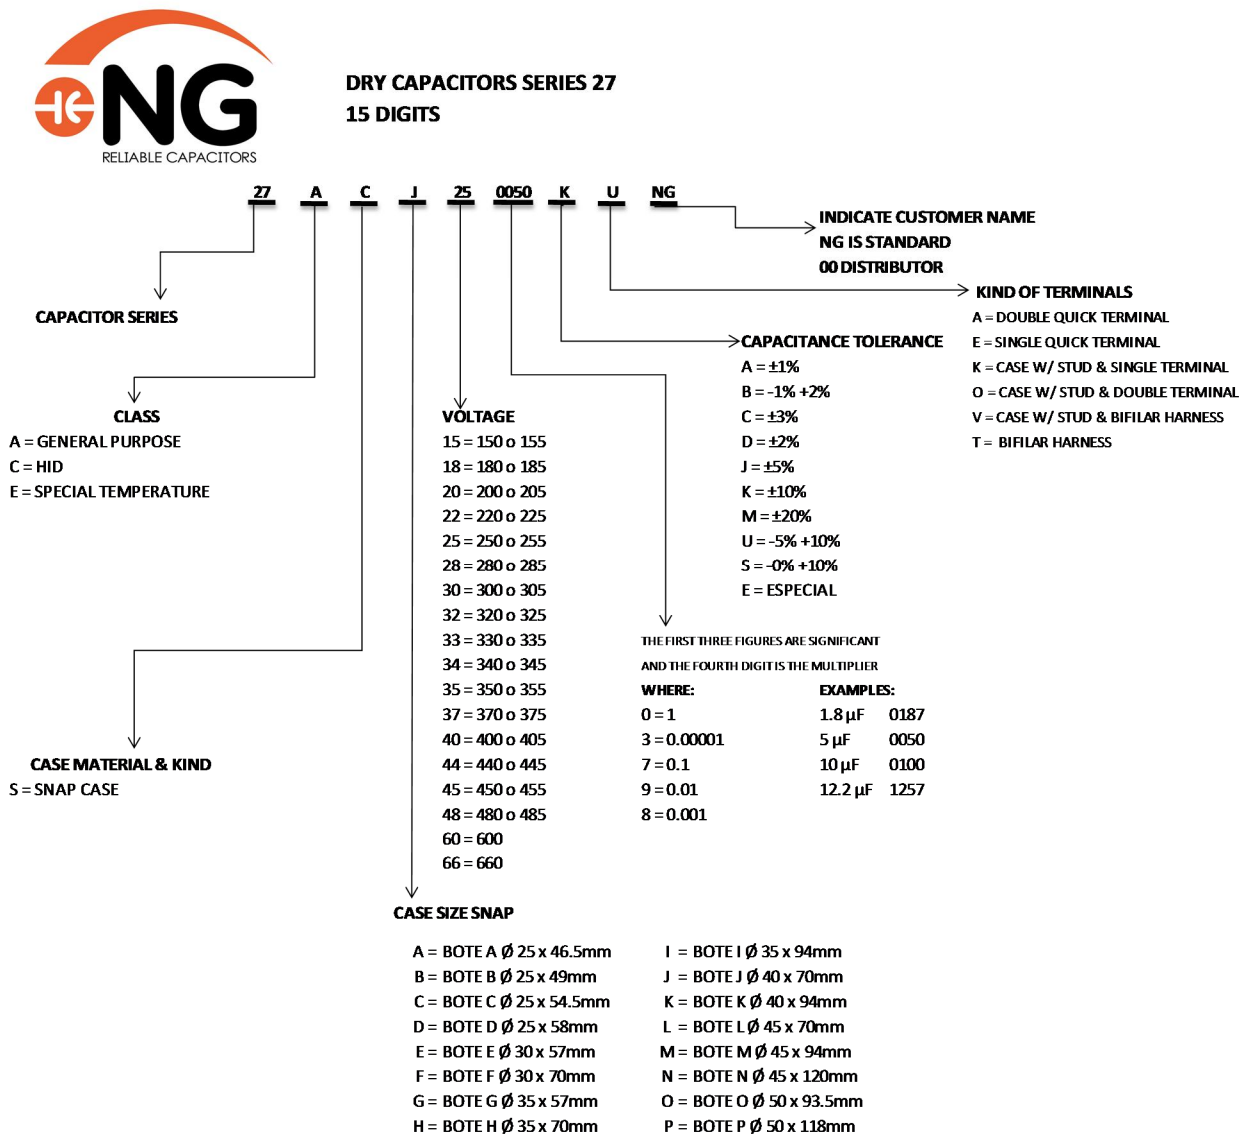 NG
RELIABLE CAPACITORS
DRY CAPACITORS SERIES 27
15 DIGITS
27 A C J 25 0050 K U NG
INDICATE CUSTOMER NAME
NG IS STANDARD
00 DISTRIBUTOR
KIND OF TERMINALS
A = DOUBLE QUICK TERMINAL
E = SINGLE QUICK TERMINAL
K = CASE W/ STUD & SINGLE TERMINAL
O = CASE W/ STUD & DOUBLE TERMINAL
V = CASE W/ STUD & BIFILAR HARNESS
T = BIFILAR HARNESS
CAPACITOR SERIES
CAPACITANCE TOLERANCE
A = ±1%
B = -1% +2%
C = ±3%
D = ±2%
J = ±5%
K = ±10%
M = ±20%
U = -5% +10%
S = -0% +10%
E = ESPECIAL
CLASS
A = GENERAL PURPOSE
C = HID
E = SPECIAL TEMPERATURE
VOLTAGE
15 = 150 o 155
18 = 180 o 185
20 = 200 o 205
22 = 220 o 225
25 = 250 o 255
28 = 280 o 285
30 = 300 o 305
32 = 320 o 325
33 = 330 o 335
34 = 340 o 345
35 = 350 o 355
37 = 370 o 375
40 = 400 o 405
44 = 440 o 445
45 = 450 o 455
48 = 480 o 485
60 = 600
66 = 660
THE FIRST THREE FIGURES ARE SIGNIFICANT
AND THE FOURTH DIGIT IS THE MULTIPLIER
WHERE:
0 = 1
3 = 0.00001
7 = 0.1
9 = 0.01
8 = 0.001
EXAMPLES:
1.8 µF 0187
5 µF 0050
10 µF 0100
12.2 µF 1257
CASE MATERIAL & KIND
S = SNAP CASE
CASE SIZE SNAP
A = BOTE A Ø 25 x 46.5mm
B = BOTE B Ø 25 x 49mm
C = BOTE C Ø 25 x 54.5mm
D = BOTE D Ø 25 x 58mm
E = BOTE E Ø 30 x 57mm
F = BOTE F Ø 30 x 70mm
G = BOTE G Ø 35 x 57mm
H = BOTE H Ø 35 x 70mm
I = BOTE I Ø 35 x 94mm
J = BOTE J Ø 40 x 70mm
K = BOTE K Ø 40 x 94mm
L = BOTE L Ø 45 x 70mm
M = BOTE M Ø 45 x 94mm
N = BOTE N Ø 45 x 120mm
O = BOTE O Ø 50 x 93.5mm
P = BOTE P Ø 50 x 118mm